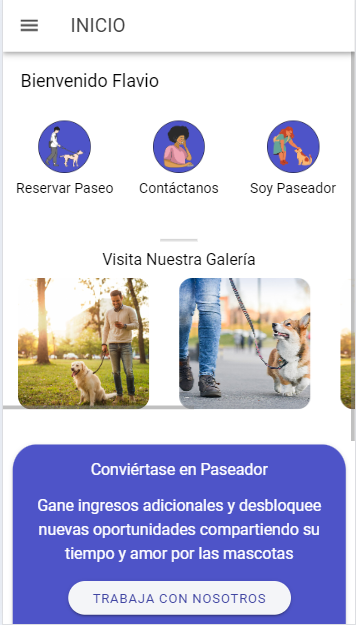 INICIO
Bienvenido Flavio
Reservar Paseo
Contáctanos
Soy Paseador
Visita Nuestra Galería
Conviértase en Paseador
Gane ingresos adicionales y desbloquee
nuevas oportunidades compartiendo su
tiempo y amor por las mascotas
TRABAJA CON NOSOTROS